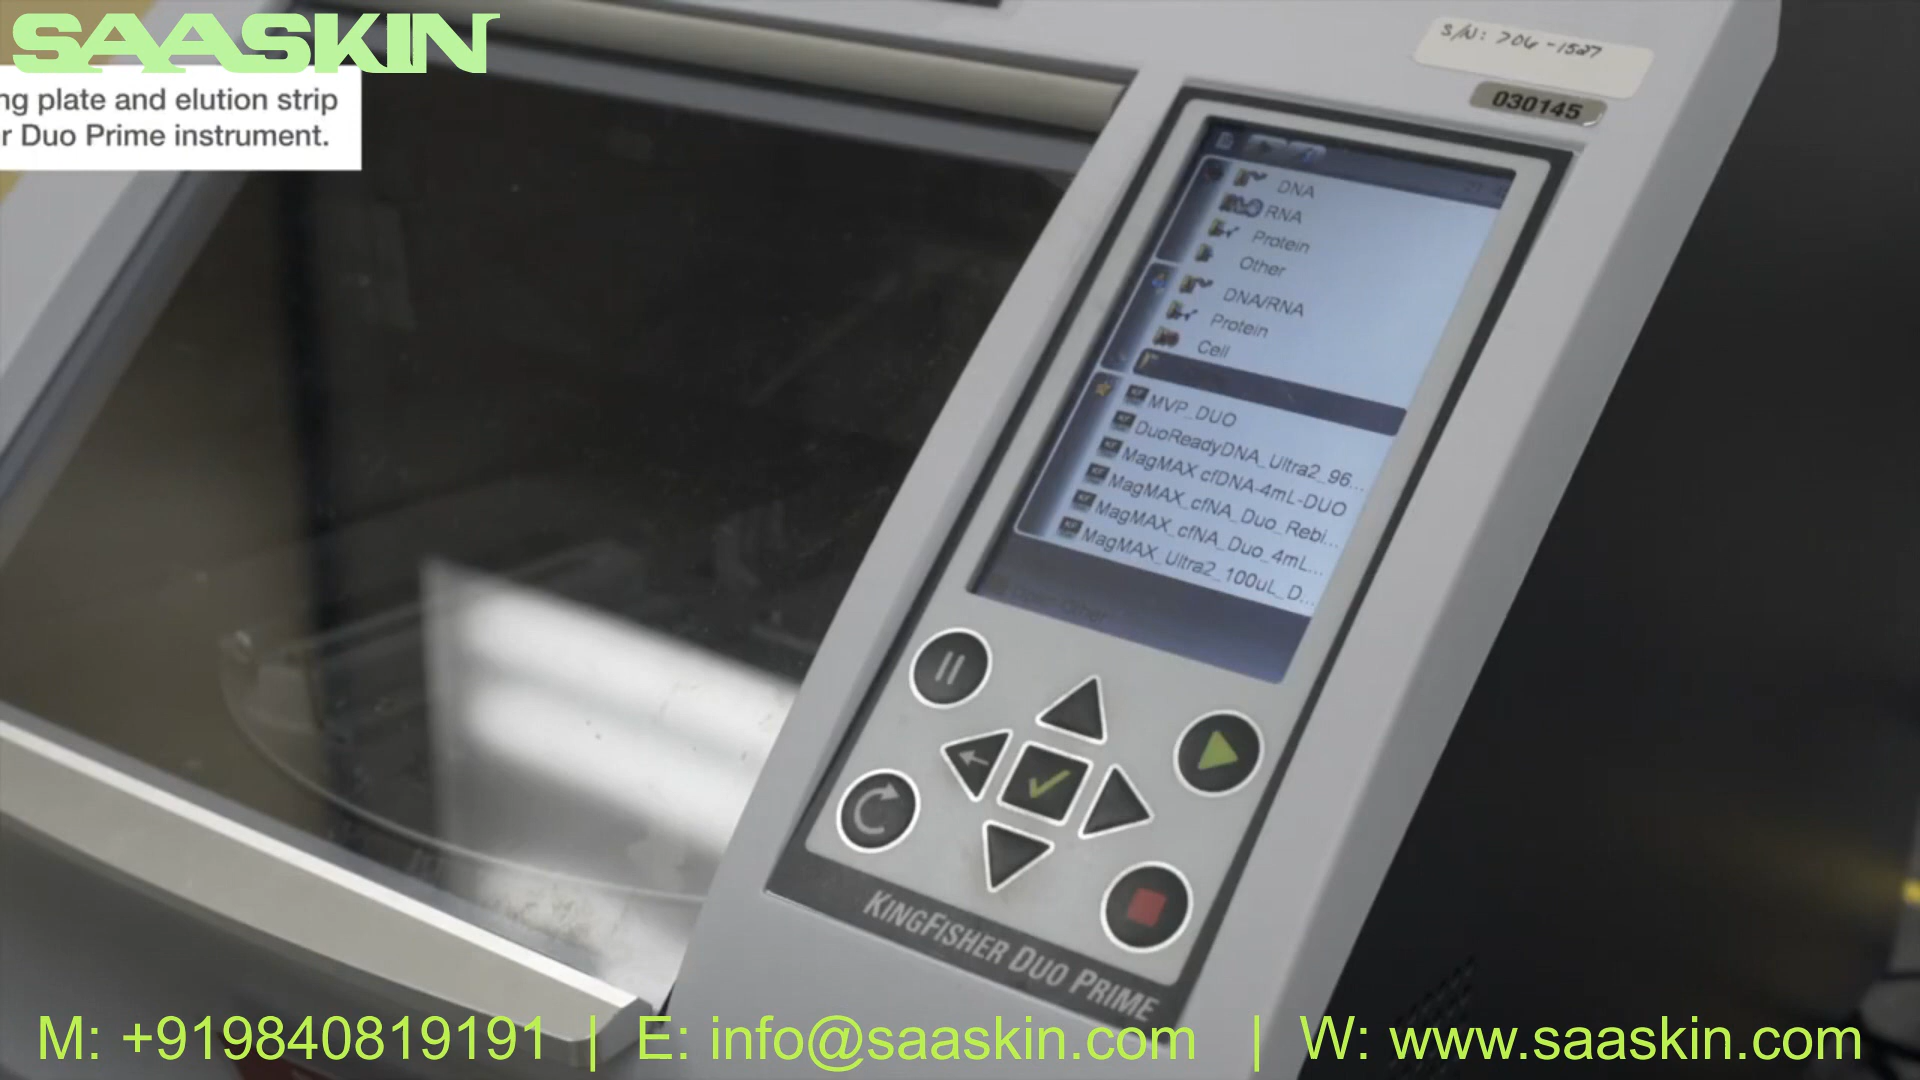 SAASKIN
ng plate and elution strip
r Duo Prime instrument.
S/N: 706-1527
030145
DNA
RNA
Protein
Other
DNA/RNA
Protein
Cell
MVP_DUO
DuoReadyDNA_Ultra2_96...
MagMAX cfDNA-4mL-DUO
MagMAX_cfNA_Duo_Rebi...
MagMAX_cfNA_Duo_4mL...
MagMAX_Ultra2_100uL_D...
KINGFISHER DUO PRIME
M: +919840819191 | E: info@saaskin.com | W: www.saaskin.com